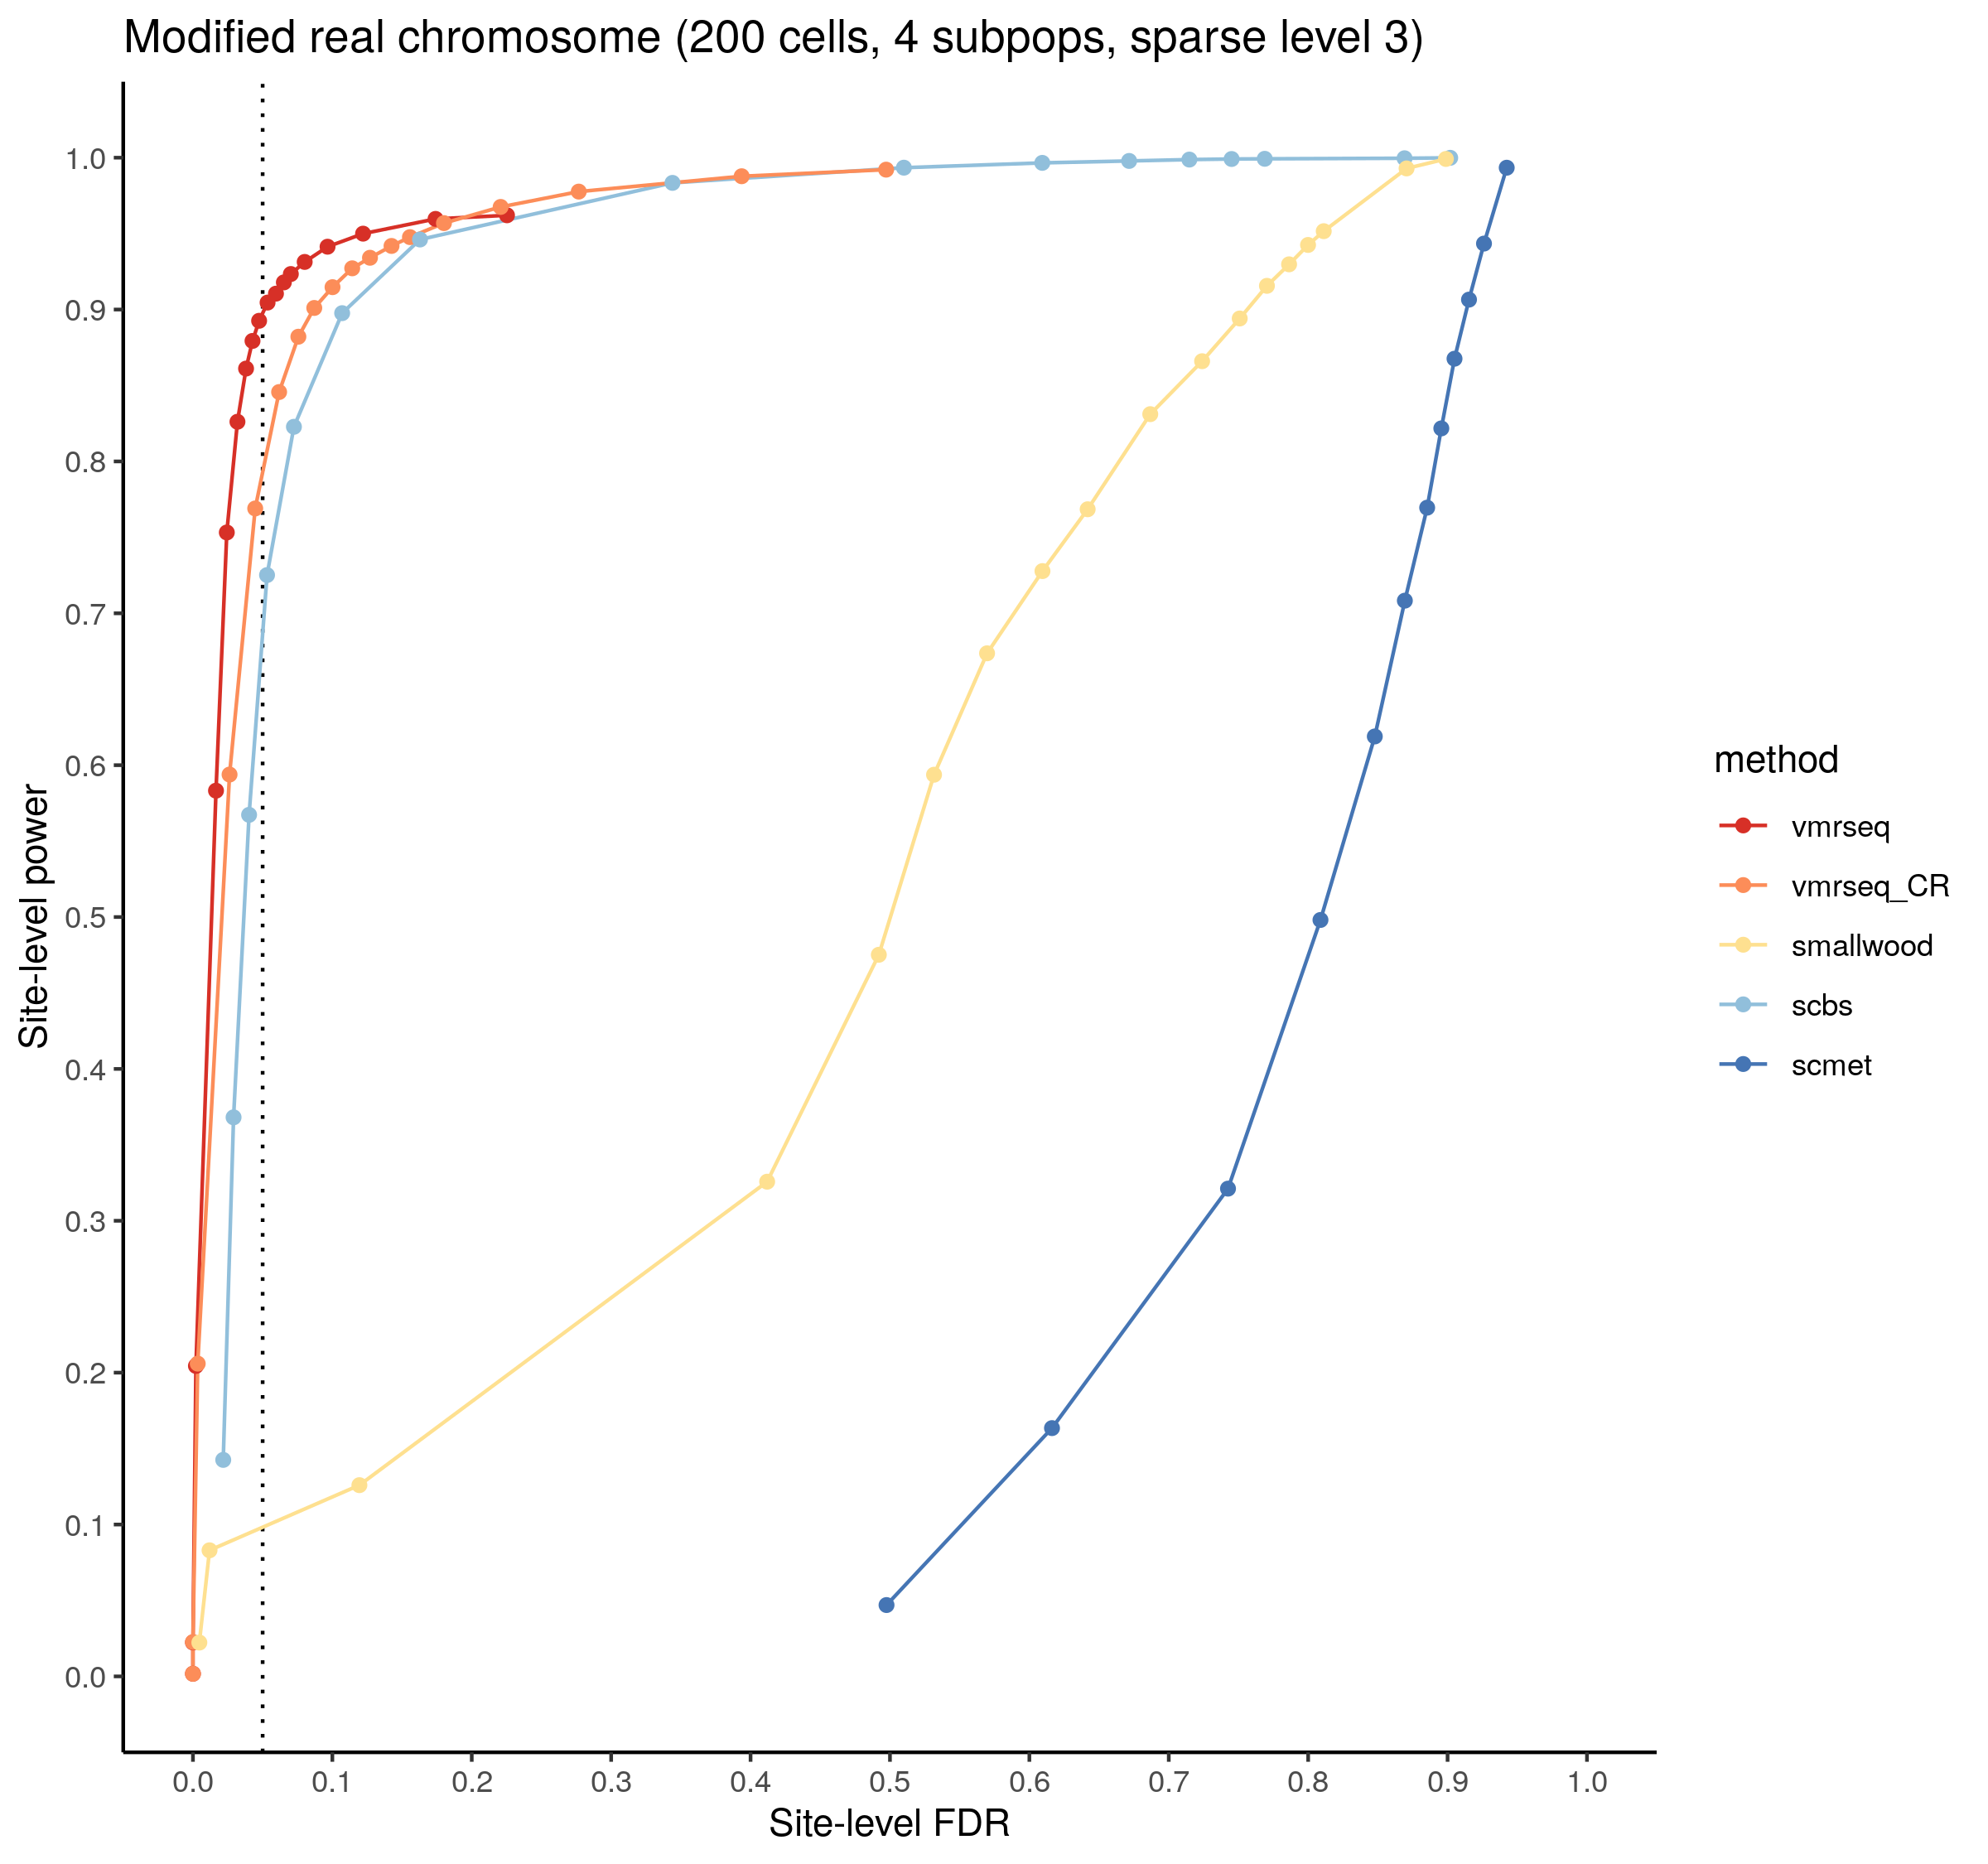 Modified real chromosome (200 cells, 4 subpops, sparse level 3)
Site-level power
1.0
0.9
0.8
0.7
0.6
0.5
0.4
0.3
0.2
0.1
0.0
0.0 0.1 0.2 0.3 0.4 0.5 0.6 0.7 0.8 0.9 1.0
Site-level FDR
method
vmrseq
vmrseq_CR
smallwood
scbs
scmet